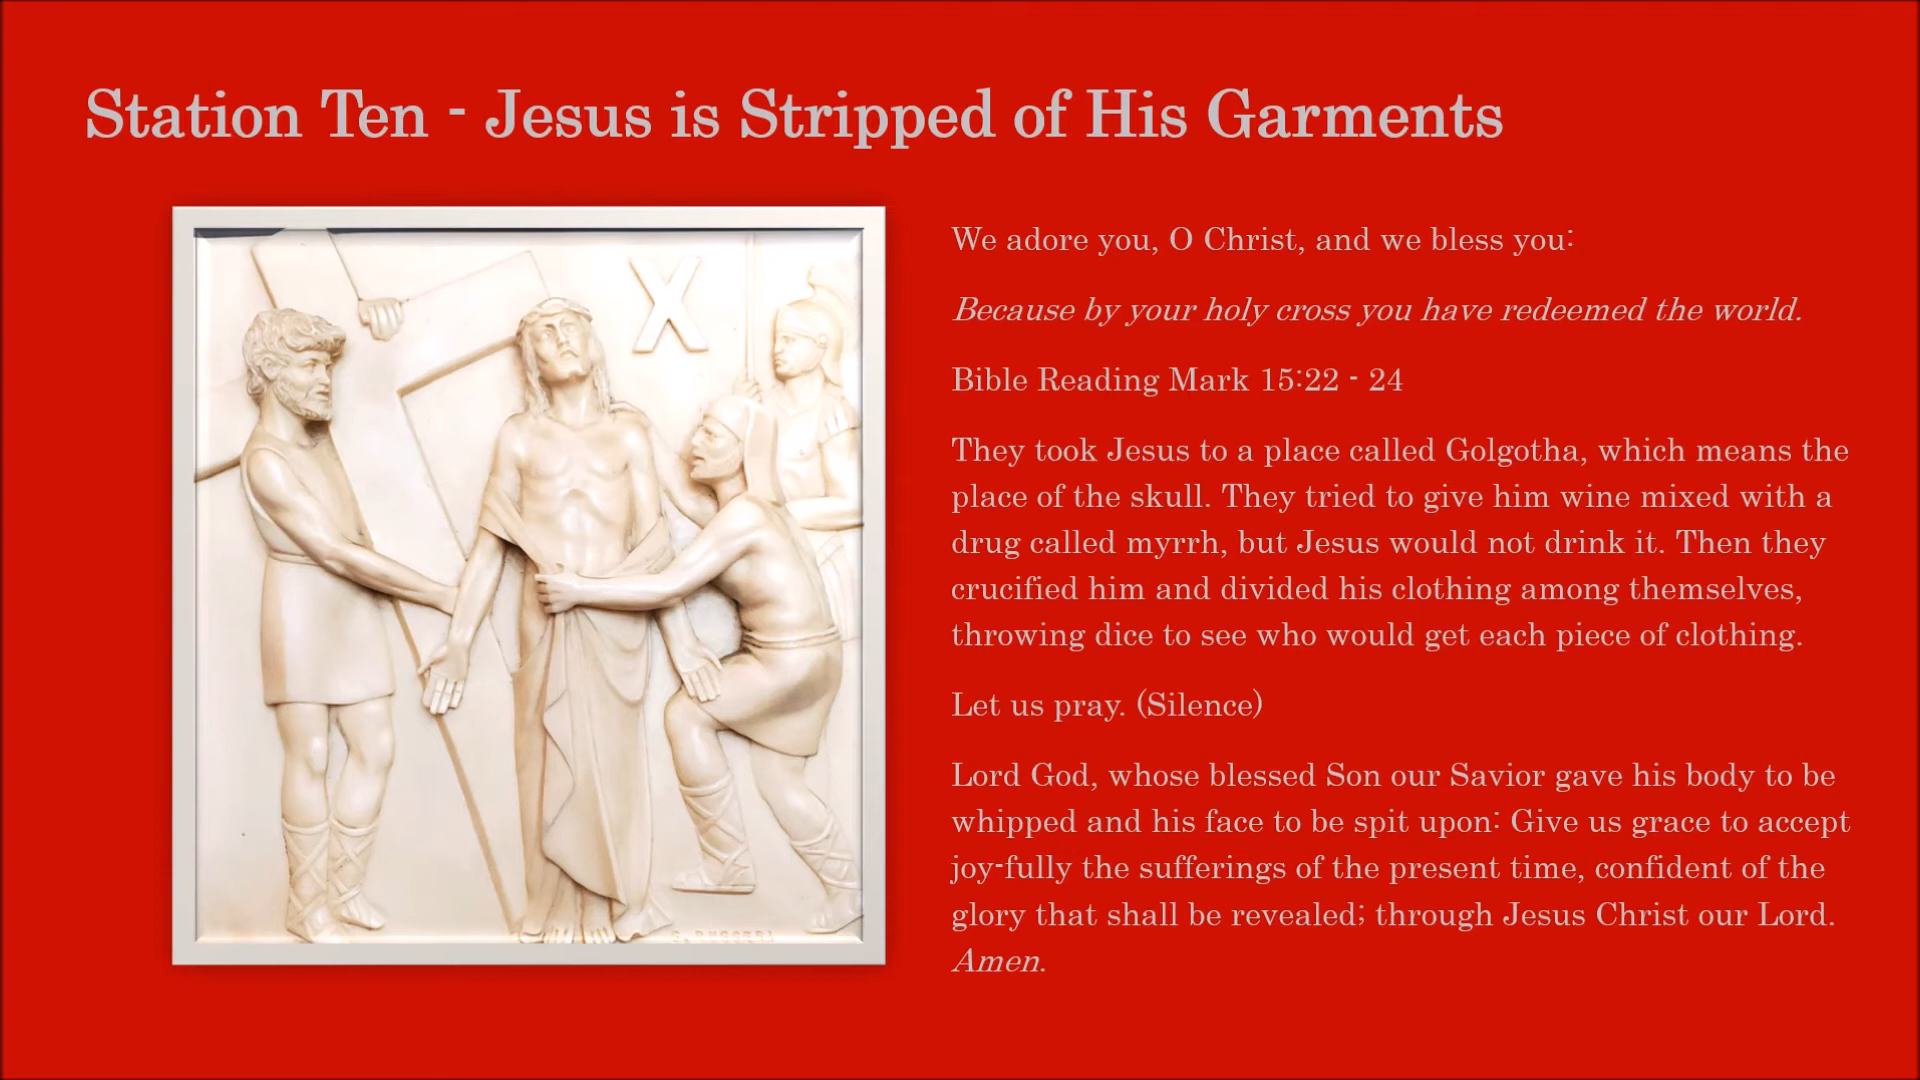 Station Ten - Jesus is Stripped of His Garments
X
We adore you, O Christ, and we bless you:
Because by your holy cross you have redeemed the world.
Bible Reading Mark 15:22 - 24
They took Jesus to a place called Golgotha, which means the
place of the skull. They tried to give him wine mixed with a
drug called myrrh, but Jesus would not drink it. Then they
crucified him and divided his clothing among themselves,
throwing dice to see who would get each piece of clothing.
Let us pray. (Silence)
Lord God, whose blessed Son our Savior gave his body to be
whipped and his face to be spit upon: Give us grace to accept
joy-fully the sufferings of the present time, confident of the
glory that shall be revealed; through Jesus Christ our Lord.
Amen.